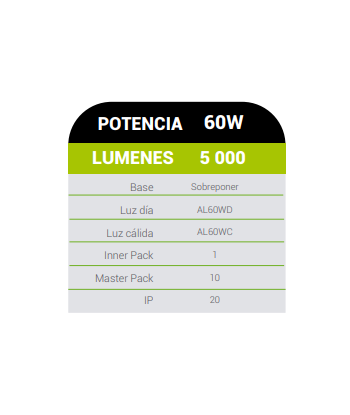 POTENCIA 60W
LUMENES 5 000
Base Sobreponer
Luz día AL60WD
Luz cálida AL60WC
Inner Pack 1
Master Pack 10
IP 20